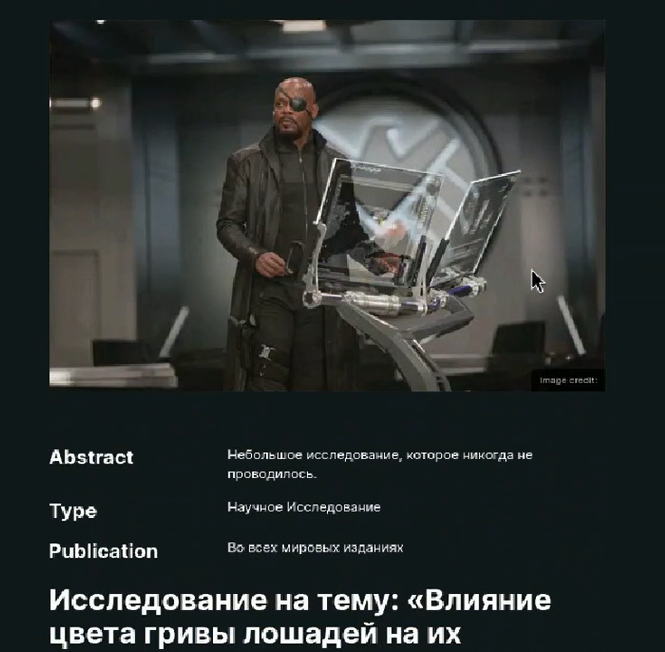 Image credit:
Abstract
Небольшое исследование, которое никогда не
проводилось.
Type
Научное Исследование
Publication
Во всех мировых изданиях
Исследование на тему: «Влияние
цвета гривы лошадей на их